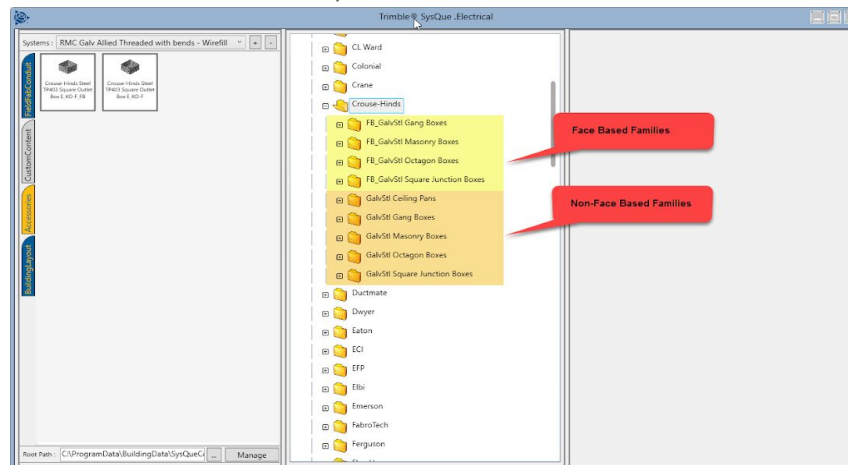 Trimble® SysQue .Electrical
Systems : RMC Galv Allied Threaded with bends - Wirefill
+
-
FieldFabConduit
CustomContent
Accessories
BuildingLayout
Crouse-Hinds Steel
TP403 Square Outlet
Box E_KO-F_FB
Crouse-Hinds Steel
TP403 Square Outlet
Box E_KO-F
CL Ward
Colonial
Crane
Crouse-Hinds
FB_GalvStl Gang Boxes
FB_GalvStl Masonry Boxes
FB_GalvStl Octagon Boxes
FB_GalvStl Square Junction Boxes
GalvStl Ceiling Pans
GalvStl Gang Boxes
GalvStl Masonry Boxes
GalvStl Octagon Boxes
GalvStl Square Junction Boxes
Ductmate
Dwyer
Eaton
ECI
EFP
Elbi
Emerson
FabroTech
Ferguson
Face Based Families
Non-Face Based Families
Root Path : C:\ProgramData\BuildingData\SysQueC
...
Manage